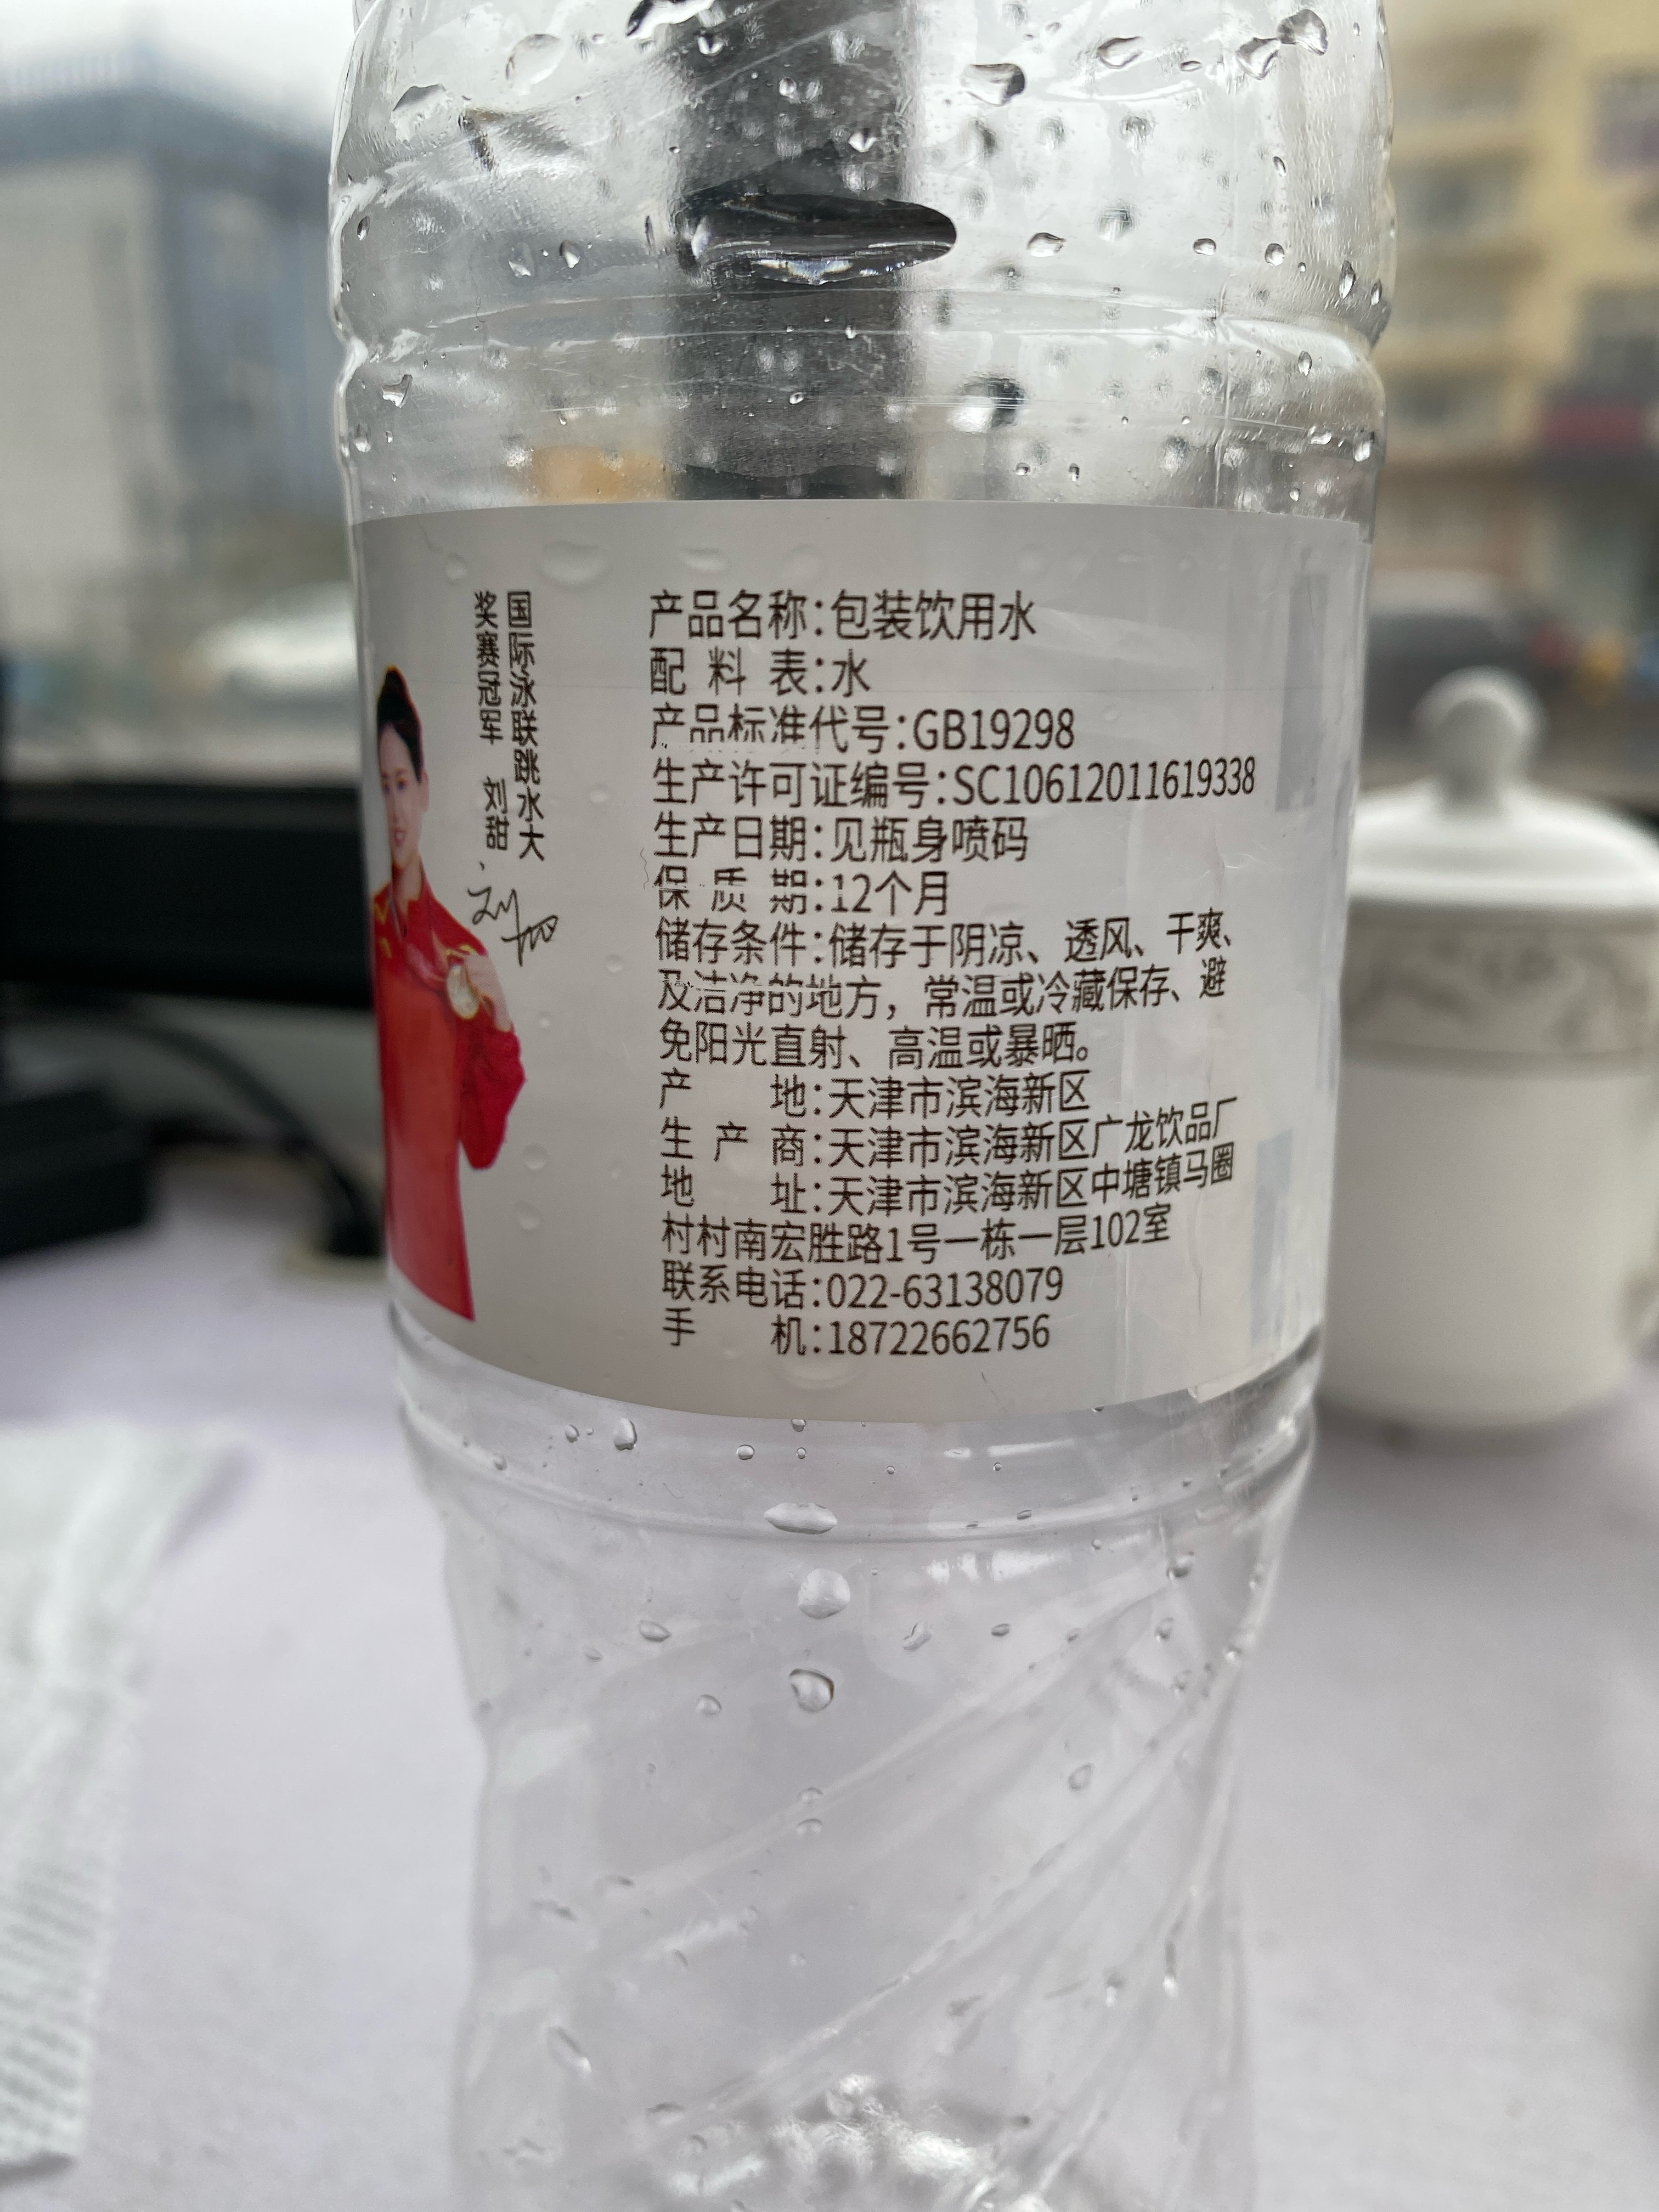 国际泳联跳水大
奖赛冠军 刘甜
产品名称:包装饮用水
配料表:水
产品标准代号:GB19298
生产许可证编号:SC10612011619338
生产日期:见瓶身喷码
保质期:12个月
储存条件:储存于阴凉、透风、干爽、
及洁净的地方，常温或冷藏保存、避
免阳光直射、高温或暴晒。
产地:天津市滨海新区
生产商:天津市滨海新区广龙饮品厂
地址:天津市滨海新区中塘镇马圈
村村南宏胜路1号一栋一层102室
联系电话:022-63138079
手机:18722662756